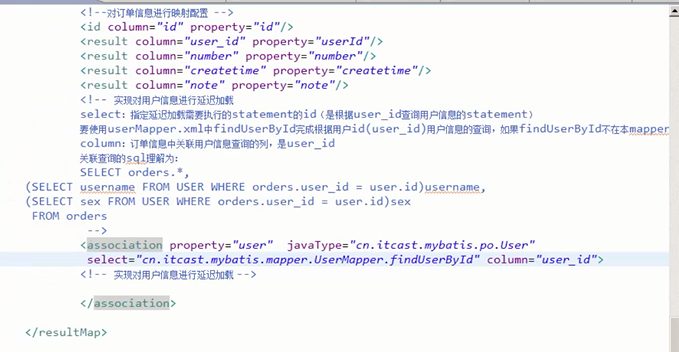 <!--对订单信息进行映射配置 -->
<id column="id" property="id"/>
<result column="user_id" property="userId"/>
<result column="number" property="number"/>
<result column="createtime" property="createtime"/>
<result column="note" property="note"/>
<!-- 实现对用户信息进行延迟加载
select：指定延迟加载需要执行的statement的id（是根据user_id查询用户信息的statement）
要使用userMapper.xml中findUserById完成根据用户id(user_id)用户信息的查询，如果findUserById不在本mapper
column：订单信息中关联用户信息查询的列，是user_id
关联查询的sql理解为：
SELECT orders.*,
(SELECT username FROM USER WHERE orders.user_id = user.id)username,
(SELECT sex FROM USER WHERE orders.user_id = user.id)sex
FROM orders
-->
<association property="user"  javaType="cn.itcast.mybatis.po.User"
select="cn.itcast.mybatis.mapper.UserMapper.findUserById" column="user_id">
<!-- 实现对用户信息进行延迟加载 -->
</association>
</resultMap>